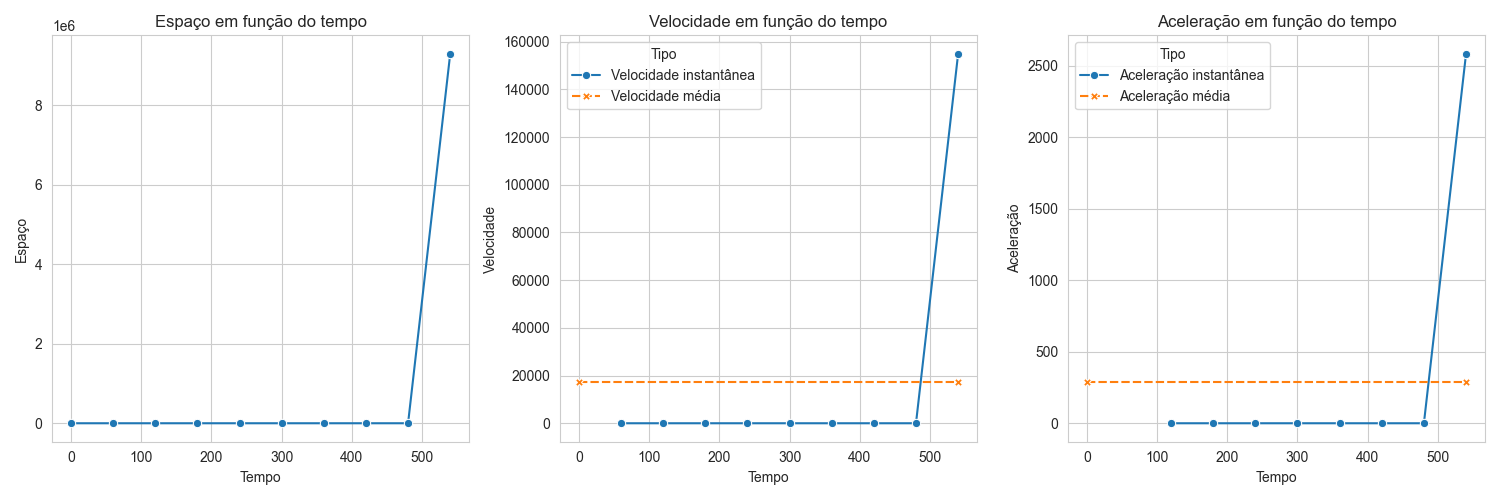 Espaço em função do tempo
1e6
8
6
4
2
0
Espaço
0 100 200 300 400 500
Tempo
Velocidade em função do tempo
160000
140000
120000
100000
80000
60000
40000
20000
0
Velocidade
Tipo
Velocidade instantânea
Velocidade média
0 100 200 300 400 500
Tempo
Aceleração em função do tempo
2500
2000
1500
1000
500
0
Aceleração
Tipo
Aceleração instantânea
Aceleração média
0 100 200 300 400 500
Tempo